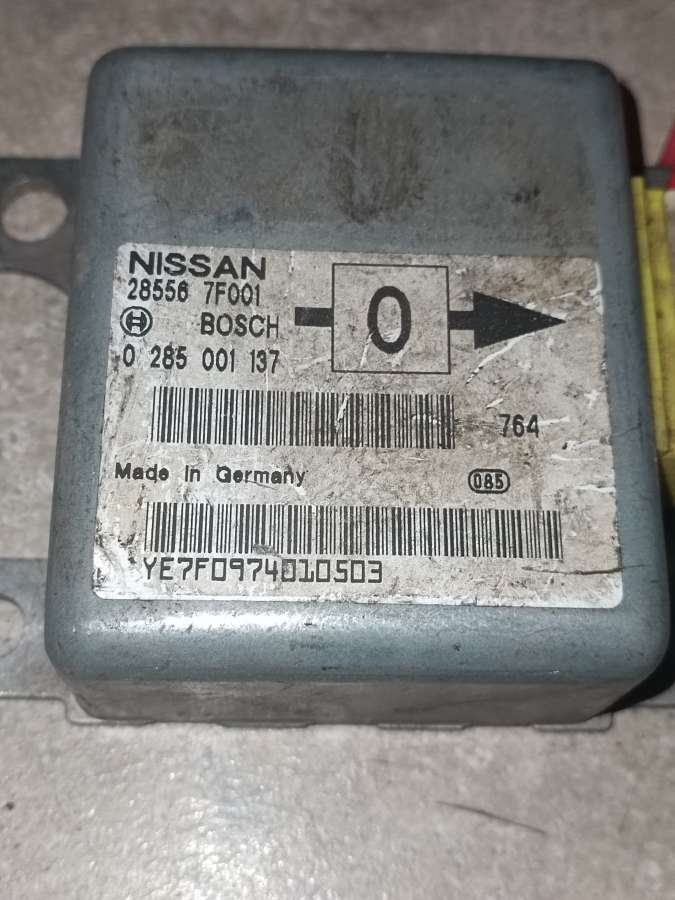 NISSAN
28556 7F001
BOSCH
0 285 001 137
0
764
Made in Germany
085
YE7F0974010503